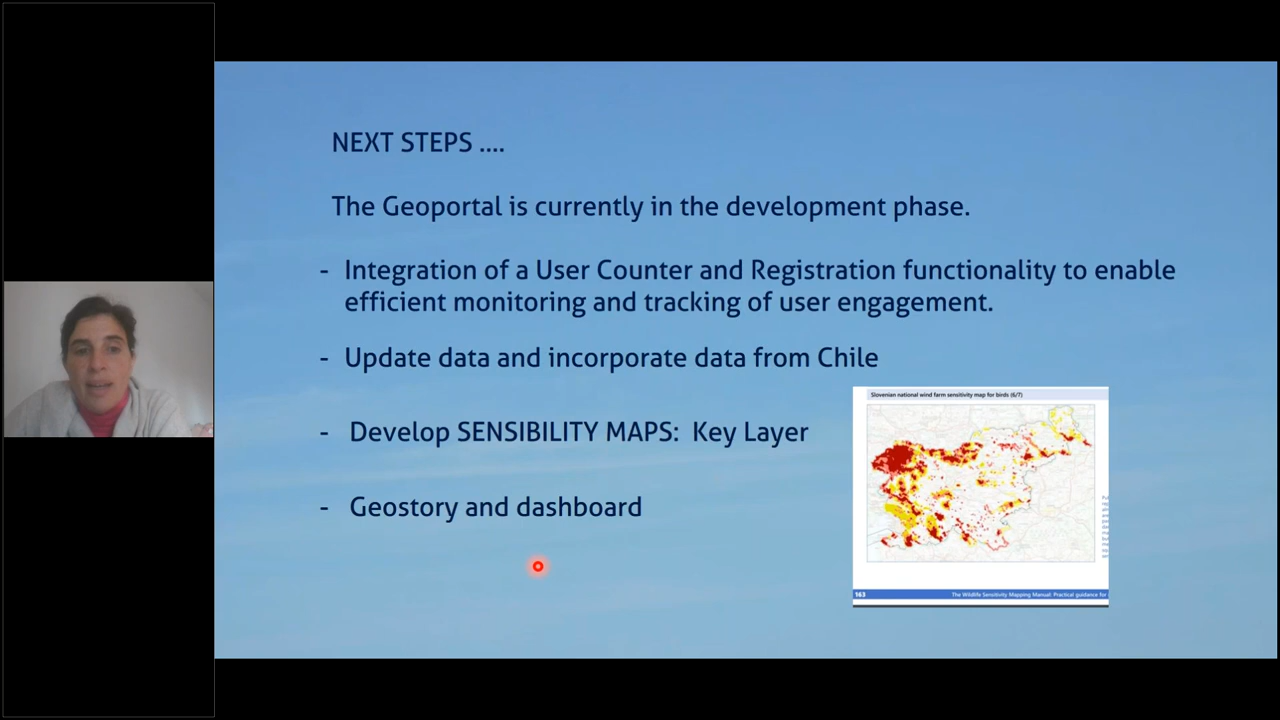 NEXT STEPS ....
The Geoportal is currently in the development phase.
- Integration of a User Counter and Registration functionality to enable
efficient monitoring and tracking of user engagement.
- Update data and incorporate data from Chile
- Develop SENSIBILITY MAPS: Key Layer
- Geostory and dashboard
Slovenian national wind farm sensitivity map for birds (6/7)
163 The Wildlife Sensitivity Mapping Manual: Practical guidance for